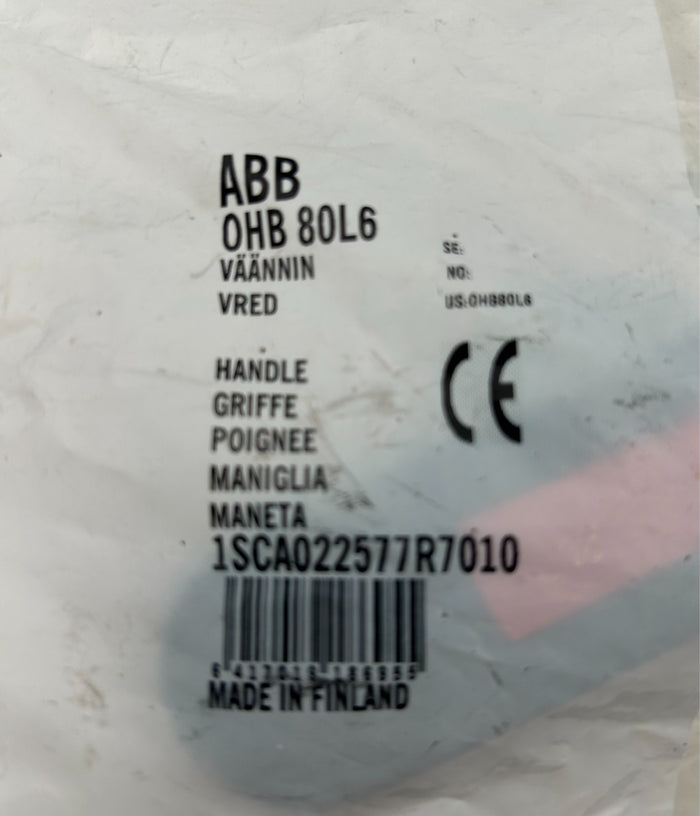 ABB
OHB 80L6
VÄÄNNIN
VRED
SE:
NO:
US:OHB80L6
HANDLE
GRIFFE
POIGNEE
MANIGLIA
MANETA
CE
1SCA022577R7010
MADE IN FINLAND